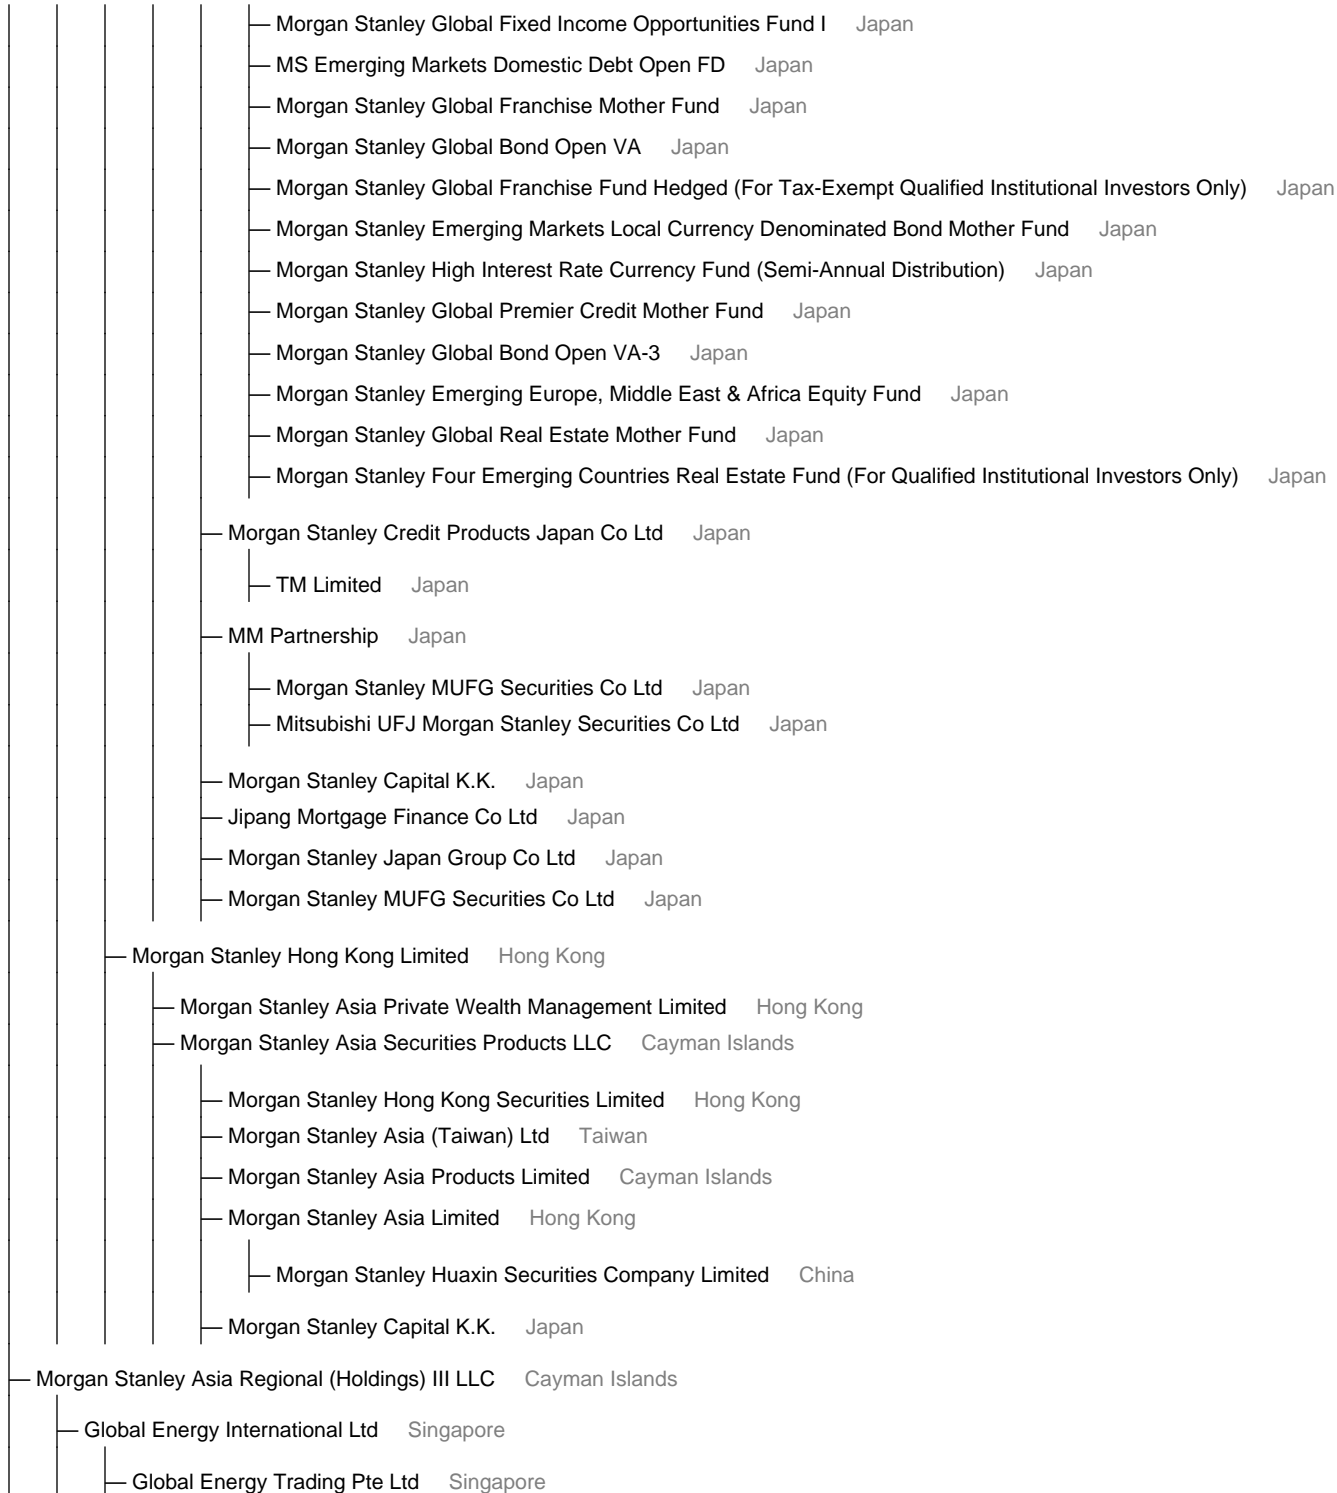 Morgan Stanley Global Fixed Income Opportunities Fund I Japan
MS Emerging Markets Domestic Debt Open FD Japan
Morgan Stanley Global Franchise Mother Fund Japan
Morgan Stanley Global Bond Open VA Japan
Morgan Stanley Global Franchise Fund Hedged (For Tax-Exempt Qualified Institutional Investors Only) Japan
Morgan Stanley Emerging Markets Local Currency Denominated Bond Mother Fund Japan
Morgan Stanley High Interest Rate Currency Fund (Semi-Annual Distribution) Japan
Morgan Stanley Global Premier Credit Mother Fund Japan
Morgan Stanley Global Bond Open VA-3 Japan
Morgan Stanley Emerging Europe, Middle East & Africa Equity Fund Japan
Morgan Stanley Global Real Estate Mother Fund Japan
Morgan Stanley Four Emerging Countries Real Estate Fund (For Qualified Institutional Investors Only) Japan
Morgan Stanley Credit Products Japan Co Ltd Japan
TM Limited Japan
MM Partnership Japan
Morgan Stanley MUFG Securities Co Ltd Japan
Mitsubishi UFJ Morgan Stanley Securities Co Ltd Japan
Morgan Stanley Capital K.K. Japan
Jipang Mortgage Finance Co Ltd Japan
Morgan Stanley Japan Group Co Ltd Japan
Morgan Stanley MUFG Securities Co Ltd Japan
Morgan Stanley Hong Kong Limited Hong Kong
Morgan Stanley Asia Private Wealth Management Limited Hong Kong
Morgan Stanley Asia Securities Products LLC Cayman Islands
Morgan Stanley Hong Kong Securities Limited Hong Kong
Morgan Stanley Asia (Taiwan) Ltd Taiwan
Morgan Stanley Asia Products Limited Cayman Islands
Morgan Stanley Asia Limited Hong Kong
Morgan Stanley Huaxin Securities Company Limited China
Morgan Stanley Capital K.K. Japan
Morgan Stanley Asia Regional (Holdings) III LLC Cayman Islands
Global Energy International Ltd Singapore
Global Energy Trading Pte Ltd Singapore